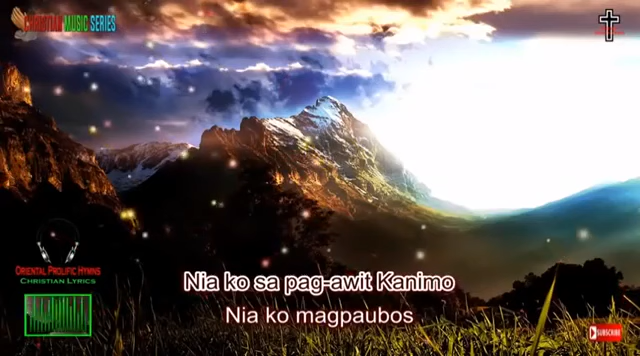 CHRISTIAN MUSIC SERIES
ORIENTAL PROLIFIC HYMNS
CHRISTIAN LYRICS
Nia ko sa pag-awit Kanimo
Nia ko magpaubos
SUBSCRIBE